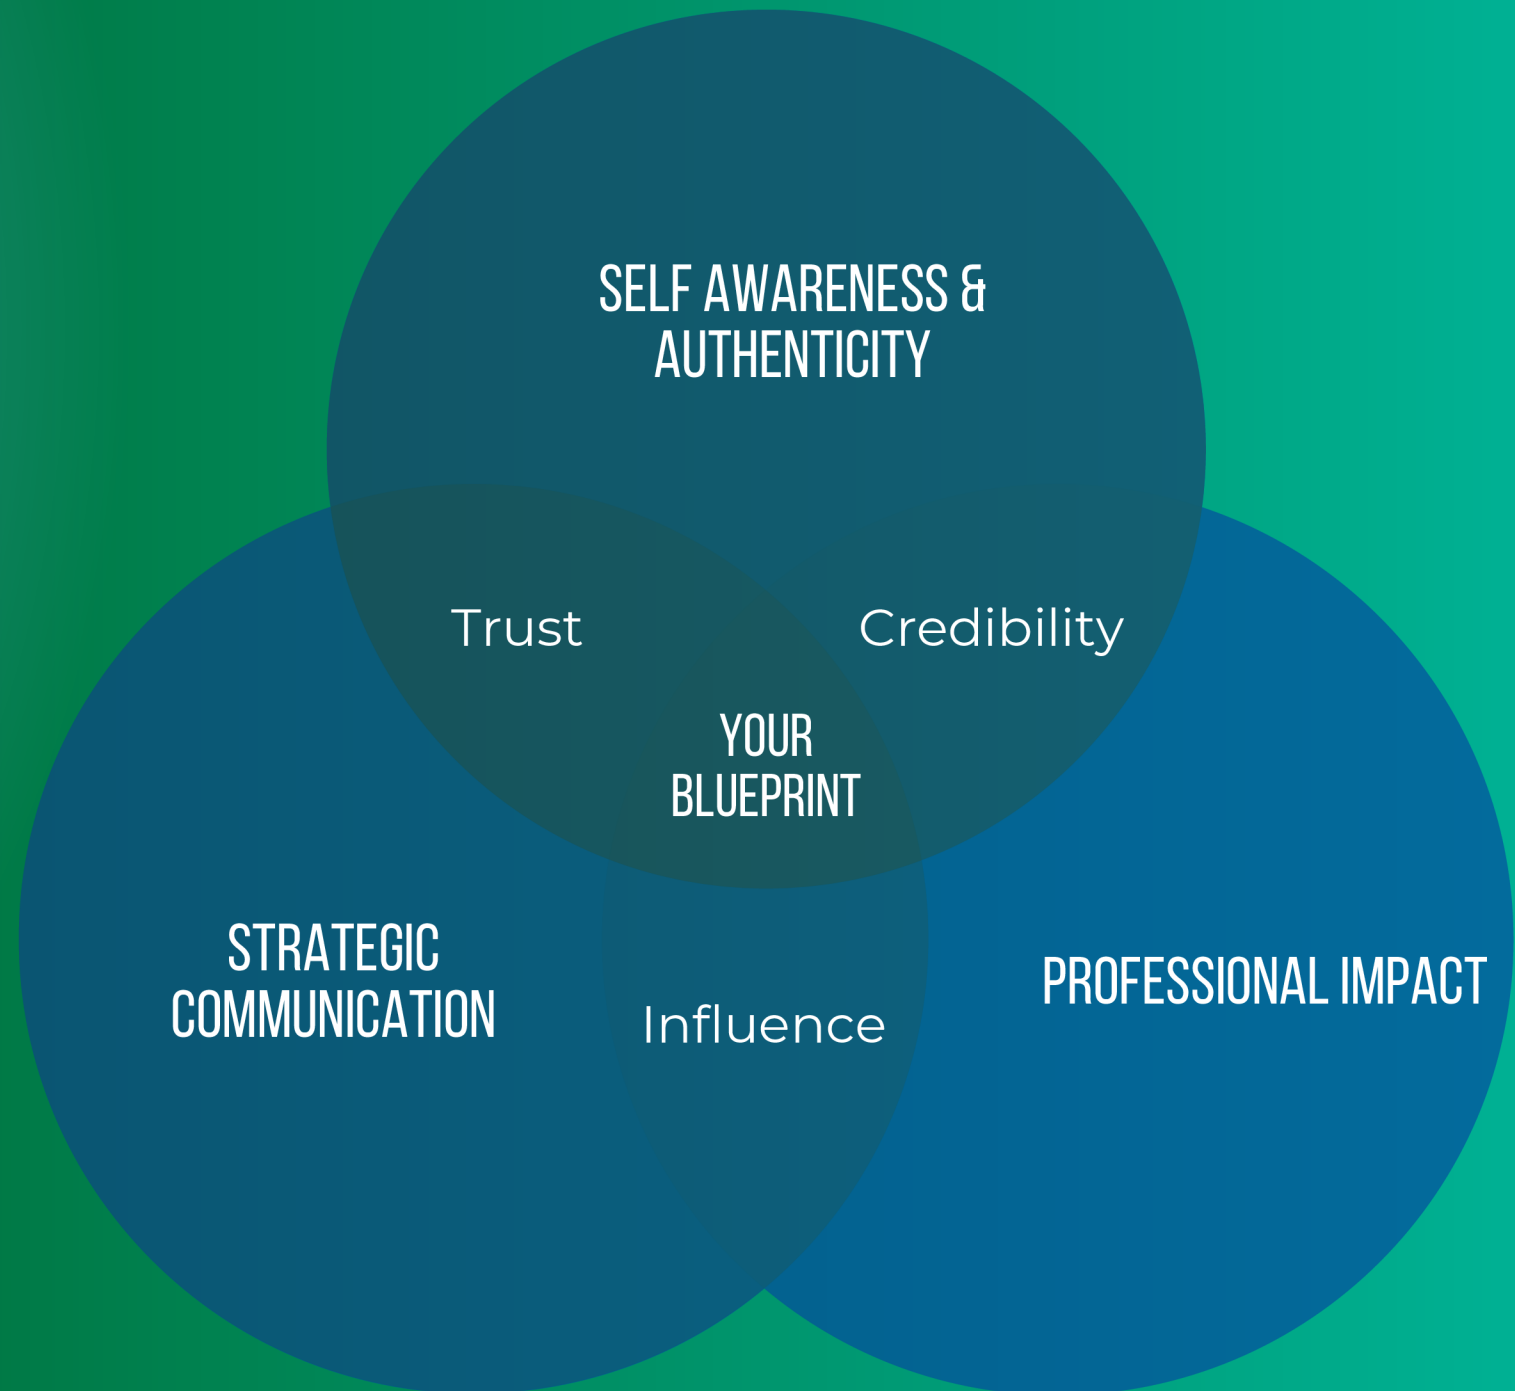 SELF AWARENESS &
AUTHENTICITY
Trust
Credibility
YOUR
BLUEPRINT
STRATEGIC
COMMUNICATION
PROFESSIONAL IMPACT
Influence